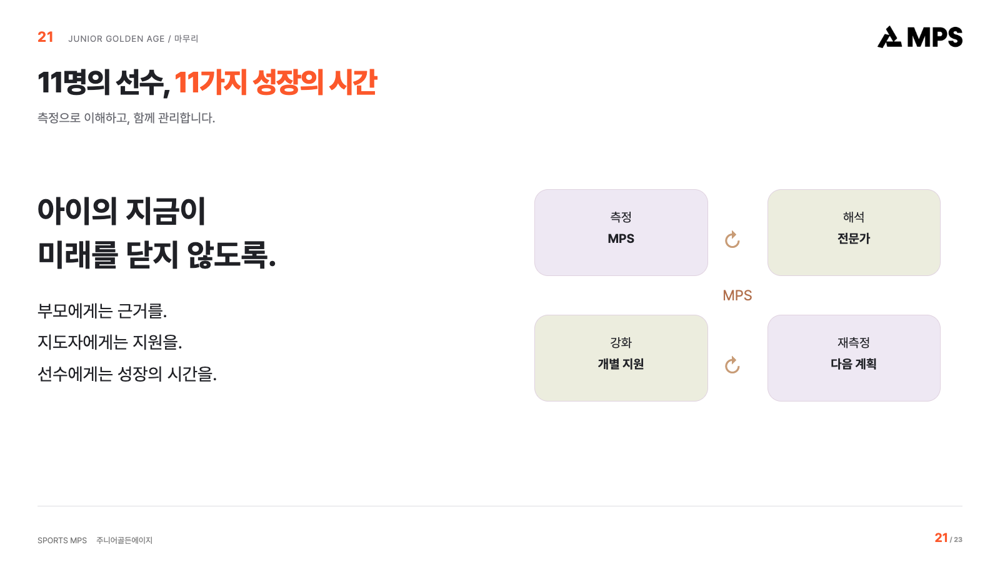 21 JUNIOR GOLDEN AGE / 마무리
MPS
11명의 선수, 11가지 성장의 시간
측정으로 이해하고, 함께 관리합니다.
아이의 지금이
미래를 닫지 않도록.
부모에게는 근거를.
지도자에게는 지원을.
선수에게는 성장의 시간을.
측정
MPS
해석
전문가
MPS
강화
개별 지원
재측정
다음 계획
SPORTS MPS 주니어골든에이지
21 / 23